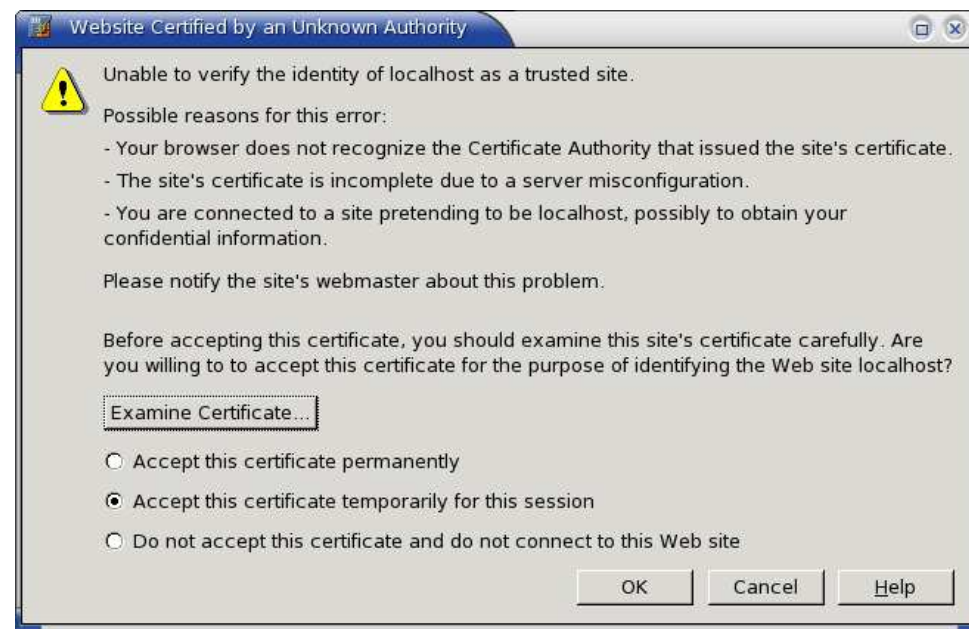 Website Certified by an Unknown Authority
Unable to verify the identity of localhost as a trusted site.
Possible reasons for this error:
- Your browser does not recognize the Certificate Authority that issued the site's certificate.
- The site's certificate is incomplete due to a server misconfiguration.
- You are connected to a site pretending to be localhost, possibly to obtain your
confidential information.
Please notify the site's webmaster about this problem.
Before accepting this certificate, you should examine this site's certificate carefully. Are
you willing to to accept this certificate for the purpose of identifying the Web site localhost?
Examine Certificate...
Accept this certificate permanently
Accept this certificate temporarily for this session
Do not accept this certificate and do not connect to this Web site
OK Cancel Help